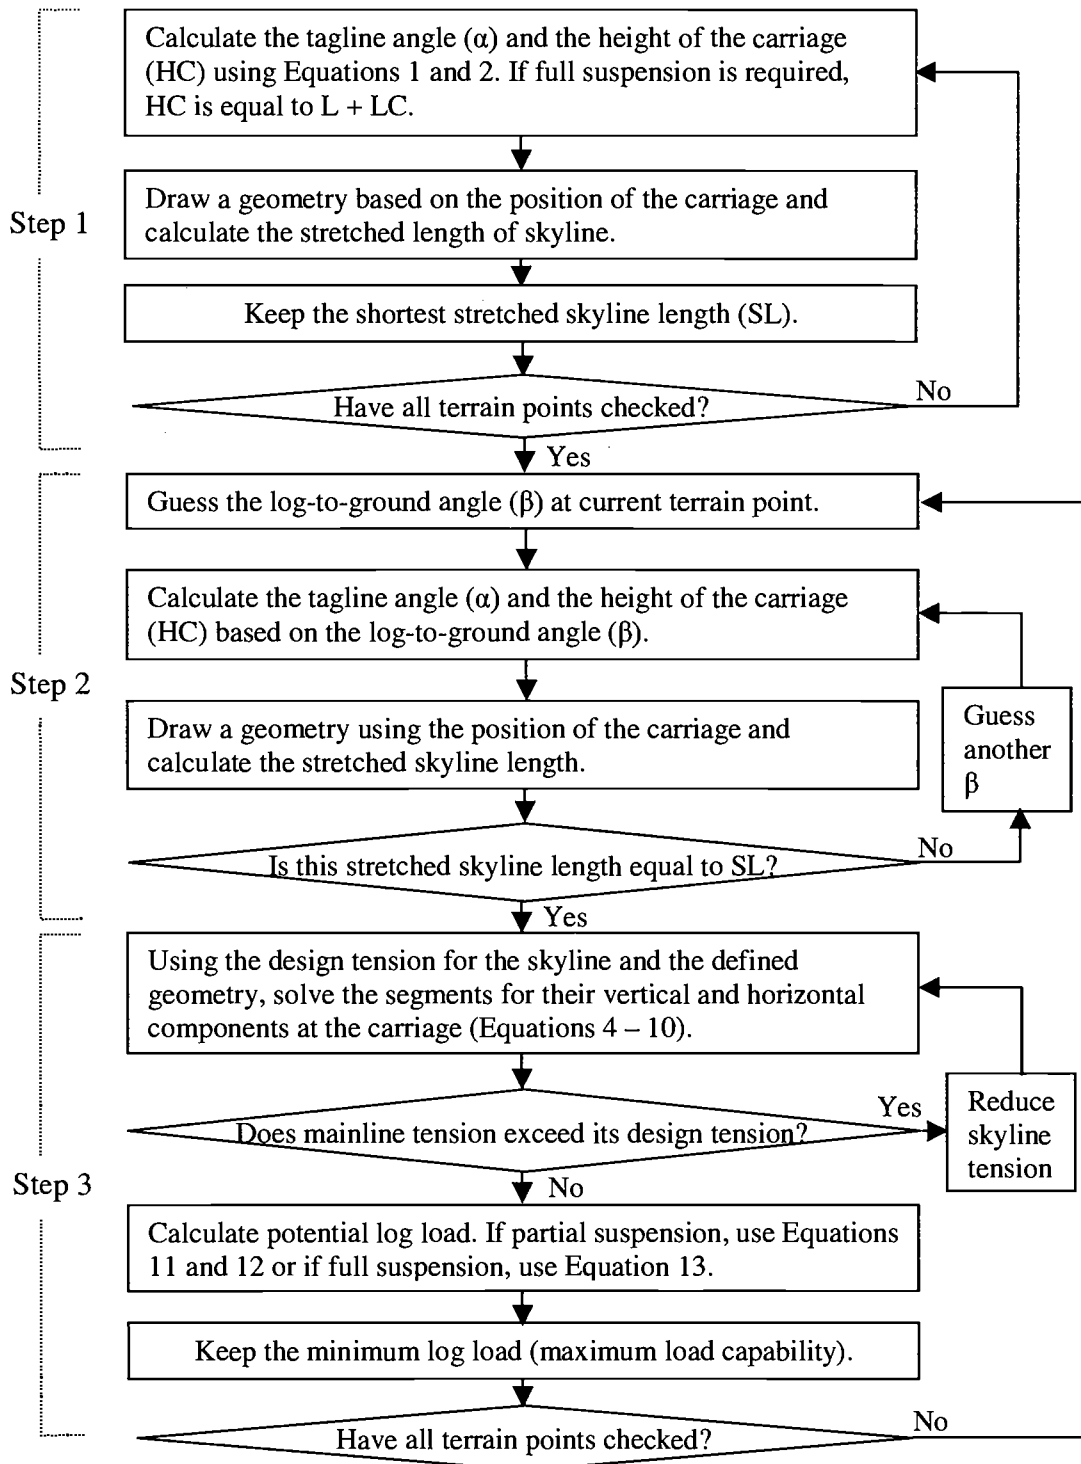 Calculate the tagline angle (α) and the height of the carriage
(HC) using Equations 1 and 2. If full suspension is required,
HC is equal to L + LC.
Step 1
Draw a geometry based on the position of the carriage and
calculate the stretched length of skyline.
Keep the shortest stretched skyline length (SL).
Have all terrain points checked?
No
Yes
Guess the log-to-ground angle (β) at current terrain point.
Calculate the tagline angle (α) and the height of the carriage
(HC) based on the log-to-ground angle (β).
Step 2
Draw a geometry using the position of the carriage and
calculate the stretched skyline length.
Guess
another
β
Is this stretched skyline length equal to SL?
No
Yes
Using the design tension for the skyline and the defined
geometry, solve the segments for their vertical and horizontal
components at the carriage (Equations 4 – 10).
Does mainline tension exceed its design tension?
Yes
Reduce
skyline
tension
Step 3
No
Calculate potential log load. If partial suspension, use Equations
11 and 12 or if full suspension, use Equation 13.
Keep the minimum log load (maximum load capability).
Have all terrain points checked?
No